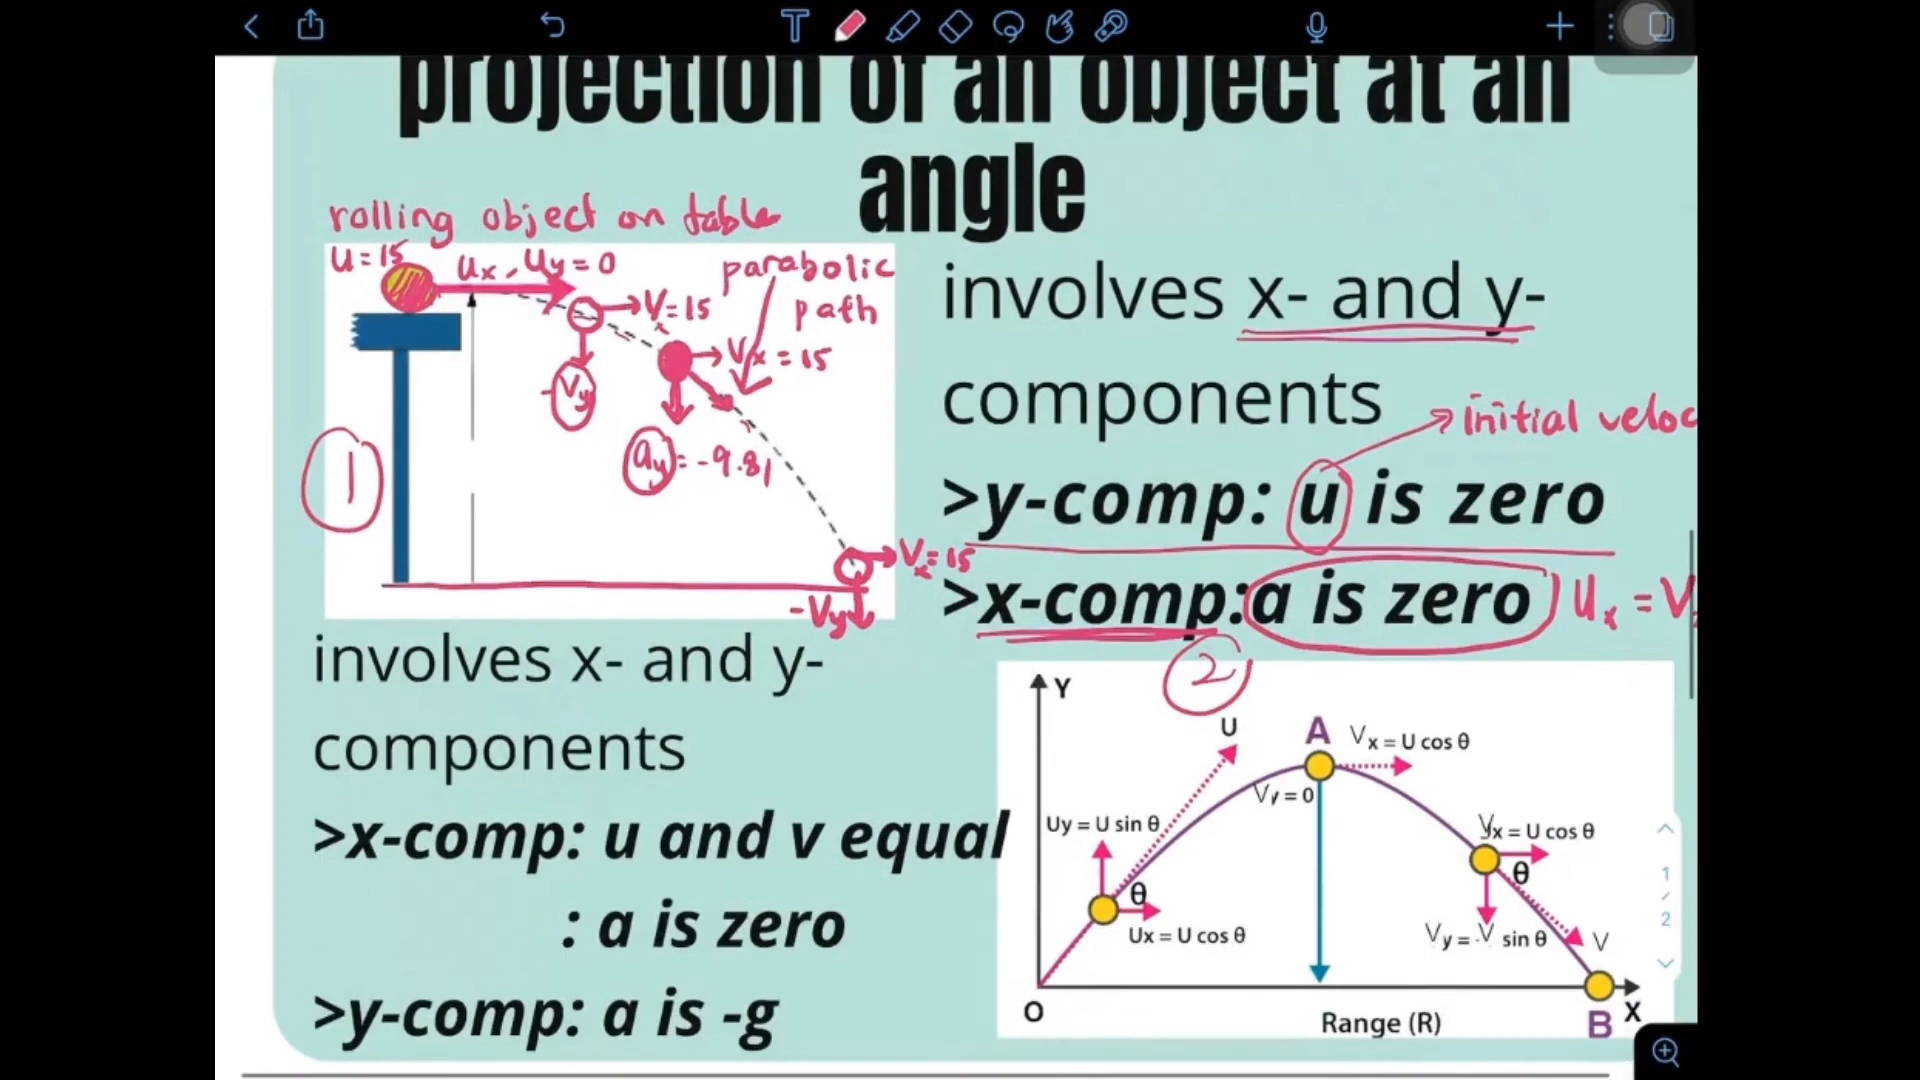 projection of an object at an
angle
rolling object on table
u=15
ux, uy=0
parabolic
path
Vx=15
Vx=15
-Vy
ay=-9.81
1
Vx=15
-Vy
involves x- and y-
components
initial veloc
>y-comp: u is zero
>x-comp:a is zero
Ux=V
2
involves x- and y-
components
>x-comp: u and v equal
: a is zero
>y-comp: a is -g
Y
U
A
Vx=U cos θ
Vy=0
Uy=U sin θ
Vx=U cos θ
θ
θ
Ux=U cos θ
Vy=-V sin θ
V
O
Range (R)
B
X
1
/
2